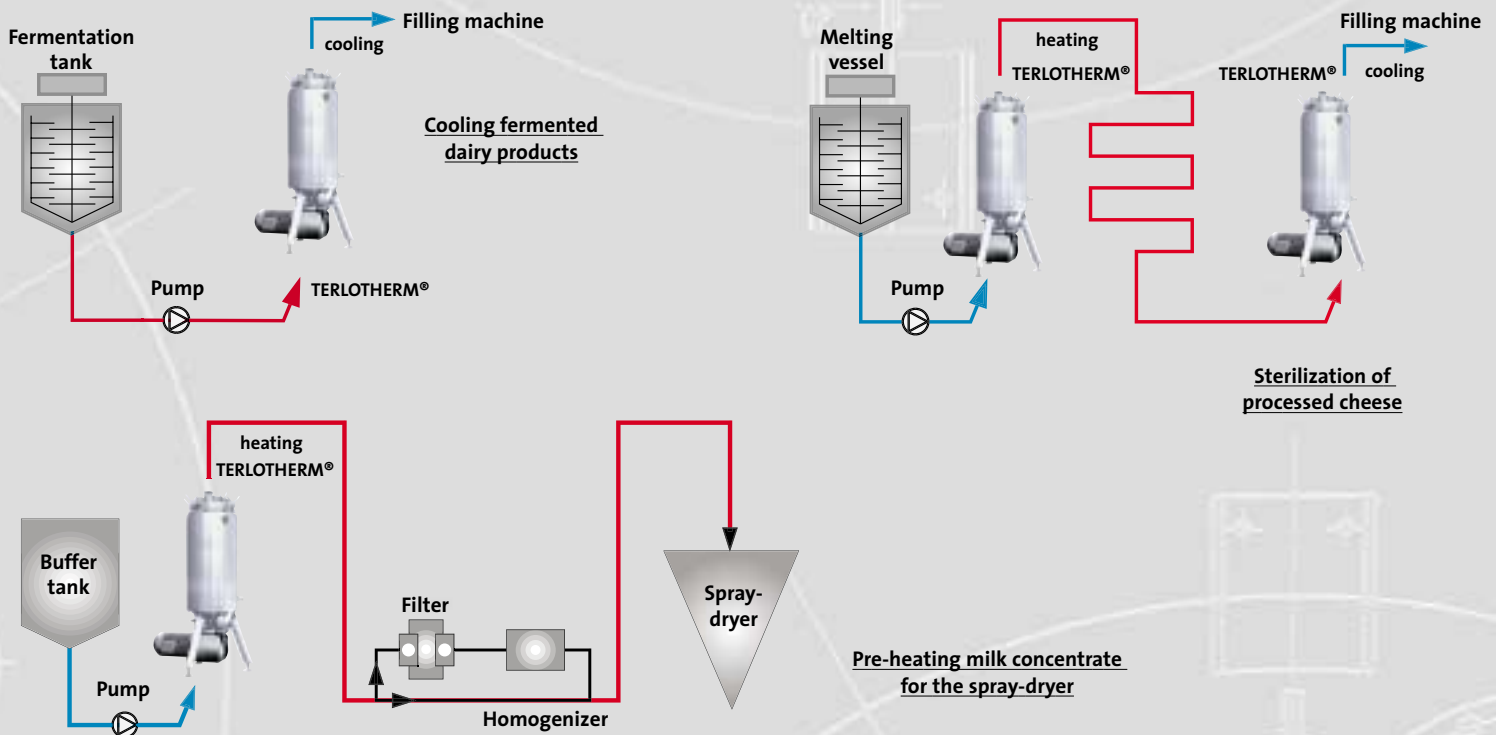 Fermentation
tank
cooling
Filling machine
Cooling fermented
dairy products
Pump
TERLOTHERM®
Melting
vessel
heating
TERLOTHERM®
TERLOTHERM®
Filling machine
cooling
Pump
Sterilization of
processed cheese
heating
TERLOTHERM®
Buffer
tank
Pump
Filter
Homogenizer
Spray-
dryer
Pre-heating milk concentrate
for the spray-dryer